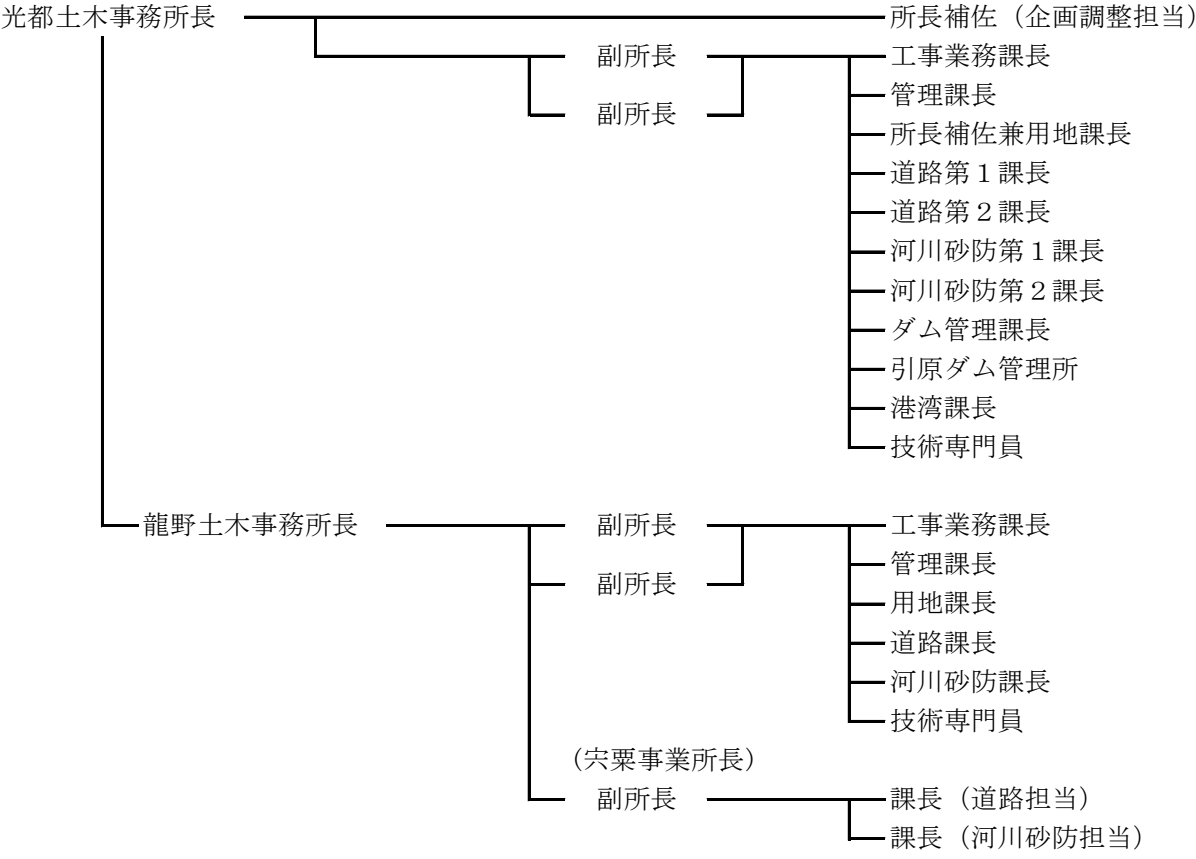 光都土木事務所長 所長補佐（企画調整担当）
副所長 工事業務課長
管理課長
副所長
所長補佐兼用地課長
道路第１課長
道路第２課長
河川砂防第１課長
河川砂防第２課長
ダム管理課長
引原ダム管理所
港湾課長
技術専門員
龍野土木事務所長 副所長 工事業務課長
管理課長
副所長
用地課長
道路課長
河川砂防課長
技術専門員
（宍粟事業所長）
副所長 課長（道路担当）
課長（河川砂防担当）